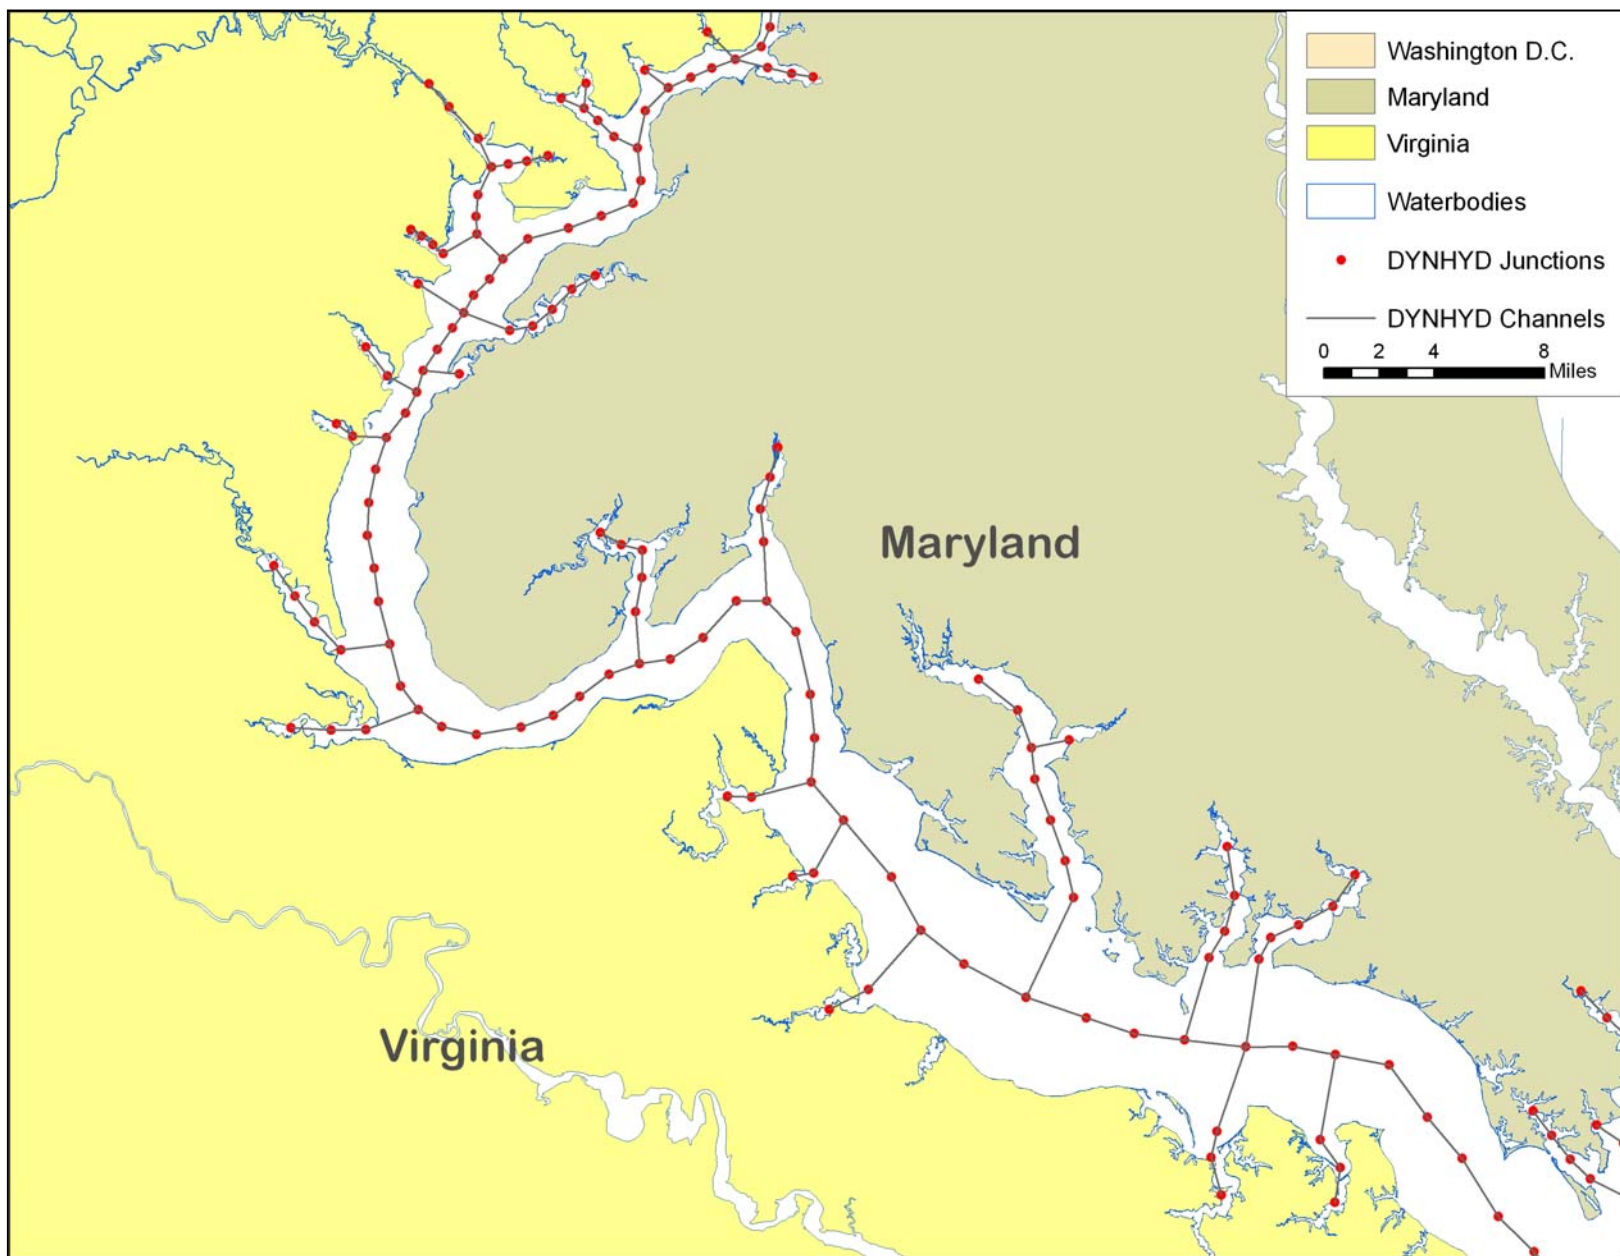 Washington D.C.
Maryland
Virginia
Waterbodies
DYNHYD Junctions
DYNHYD Channels
0 2 4 8
Miles
Maryland
Virginia